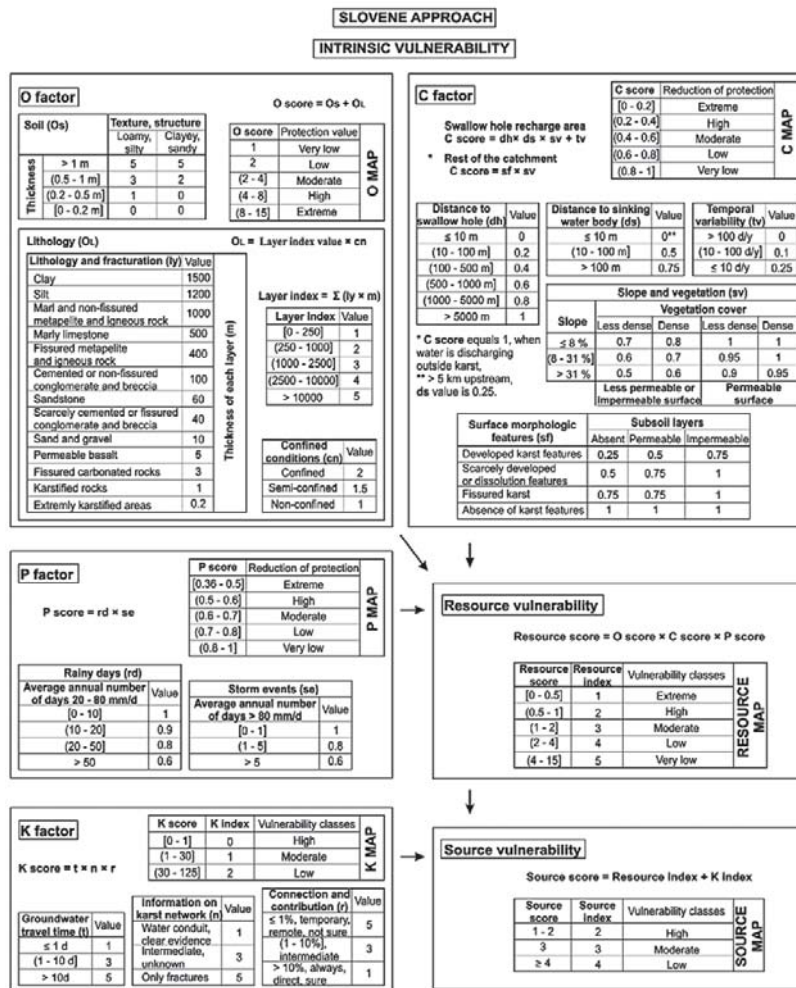 SLOVENE APPROACH
INTRINSIC VULNERABILITY
O factor
O score = Os + OL
Soil (Os)
Texture, structure
Loamy, silty
Clayey, sandy
Thickness
> 1 m 5 5
(0.5 - 1 m] 3 2
(0.2 - 0.5 m] 1 0
[0 - 0.2 m] 0 0
O score Protection value
1 Very low
2 Low
(2 - 4] Moderate
(4 - 8] High
(8 - 15] Extreme
O MAP
Lithology (OL)
OL = Layer index value × cn
Lithology and fracturation (ly) Value
Clay 1500
Silt 1200
Marl and non-fissured
metapelite and igneous rock 1000
Marly limestone 500
Fissured metapelite
and igneous rock 400
Cemented or non-fissured
conglomerate and breccia 100
Sandstone 60
Scarcely cemented or fissured
conglomerate and breccia 40
Sand and gravel 10
Permeable basalt 5
Fissured carbonated rocks 3
Karstified rocks 1
Extremly karstified areas 0.2
Thickness of each layer (m)
Layer index = Σ (ly × m)
Layer Index Value
[0 - 250] 1
(250 - 1000] 2
(1000 - 2500] 3
(2500 - 10000] 4
> 10000 5
Confined
conditions (cn) Value
Confined 2
Semi-confined 1.5
Non-confined 1
C factor
Swallow hole recharge area
C score = dh× ds × sv + tv
* Rest of the catchment
C score = sf × sv
C score Reduction of protection
[0 - 0.2] Extreme
(0.2 - 0.4] High
(0.4 - 0.6] Moderate
(0.6 - 0.8] Low
(0.8 - 1] Very low
C MAP
Distance to
swallow hole (dh) Value
≤ 10 m 0
(10 - 100 m] 0.2
(100 - 500 m] 0.4
(500 - 1000 m] 0.6
(1000 - 5000 m] 0.8
> 5000 m 1
Distance to sinking
water body (ds) Value
≤ 10 m 0**
(10 - 100 m] 0.5
> 100 m 0.75
Temporal
variability (tv) Value
> 100 d/y 0
(10 - 100 d/y] 0.1
≤ 10 d/y 0.25
* C score equals 1, when
water is discharging
outside karst,
** > 5 km upstream,
ds value is 0.25.
Slope and vegetation (sv)
Slope
Vegetation cover
Less dense Dense Less dense Dense
≤ 8 % 0.7 0.8 1 1
(8 - 31 %] 0.6 0.7 0.95 1
> 31 % 0.5 0.6 0.9 0.95
Less permeable or
impermeable surface
Permeable
surface
Surface morphologic
features (sf)
Subsoil layers
Absent Permeable Impermeable
Developed karst features 0.25 0.5 0.75
Scarcely developed
or dissolution features 0.5 0.75 1
Fissured karst 0.75 0.75 1
Absence of karst features 1 1 1
P factor
P score = rd × se
P score Reduction of protection
[0.36 - 0.5] Extreme
(0.5 - 0.6] High
(0.6 - 0.7] Moderate
(0.7 - 0.8] Low
(0.8 - 1] Very low
P MAP
Rainy days (rd)
Average annual number
of days 20 - 80 mm/d Value
[0 - 10] 1
(10 - 20] 0.9
(20 - 50] 0.8
> 50 0.6
Storm events (se)
Average annual number
of days > 80 mm/d Value
[0 - 1] 1
(1 - 5] 0.8
> 5 0.6
Resource vulnerability
Resource score = O score × C score × P score
Resource score
Resource index
Vulnerability classes
[0 - 0.5] 1 Extreme
(0.5 - 1] 2 High
(1 - 2] 3 Moderate
(2 - 4] 4 Low
(4 - 15] 5 Very low
RESOURCE MAP
K factor
K score = t × n × r
K score K index Vulnerability classes
[0 - 1] 0 High
(1 - 30] 1 Moderate
(30 - 125] 2 Low
K MAP
Groundwater
travel time (t) Value
≤ 1 d 1
(1 - 10 d] 3
> 10d 5
Information on
karst network (n) Value
Water conduit,
clear evidence 1
Intermediate,
unknown 3
Only fractures 5
Connection and
contribution (r) Value
≤ 1%, temporary,
remote, not sure 5
(1 - 10%],
intermediate 3
> 10%, always,
direct, sure 1
Source vulnerability
Source score = Resource Index + K Index
Source score
Source index
Vulnerability classes
1 - 2 2 High
3 3 Moderate
≥ 4 4 Low
SOURCE MAP